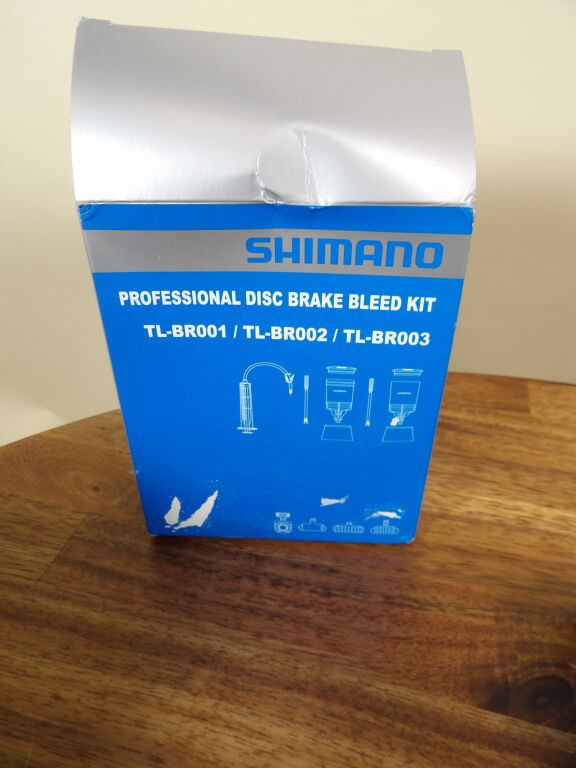 SHIMANO
PROFESSIONAL DISC BRAKE BLEED KIT
TL-BR001 / TL-BR002 / TL-BR003